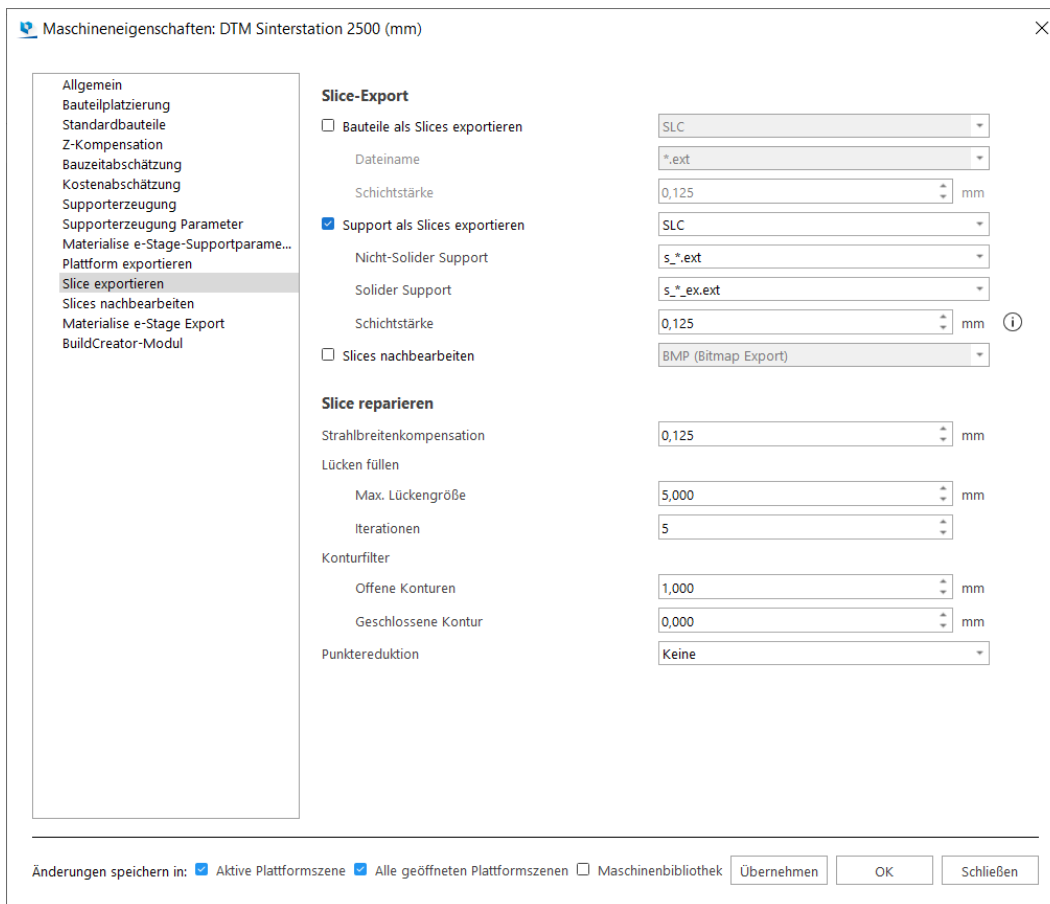 Maschineneigenschaften: DTM Sinterstation 2500 (mm)
Allgemein
Bauteilplatzierung
Standardbauteile
Z-Kompensation
Bauzeitabschätzung
Kostenabschätzung
Supporterzeugung
Supporterzeugung Parameter
Materialise e-Stage-Supportparame...
Plattform exportieren
Slice exportieren
Slices nachbearbeiten
Materialise e-Stage Export
BuildCreator-Modul
Slice-Export
Bauteile als Slices exportieren SLC
Dateiname *.ext
Schichtstärke 0,125 mm
Support als Slices exportieren SLC
Nicht-Solider Support s_*.ext
Solider Support s_*_ex.ext
Schichtstärke 0,125 mm
Slices nachbearbeiten BMP (Bitmap Export)
Slice reparieren
Strahlbreitenkompensation 0,125 mm
Lücken füllen
Max. Lückengröße 5,000 mm
Iterationen 5
Konturfilter
Offene Konturen 1,000 mm
Geschlossene Kontur 0,000 mm
Punktereduktion Keine
Änderungen speichern in: Aktive Plattformszene Alle geöffneten Plattformszenen Maschinenbibliothek Übernehmen OK Schließen